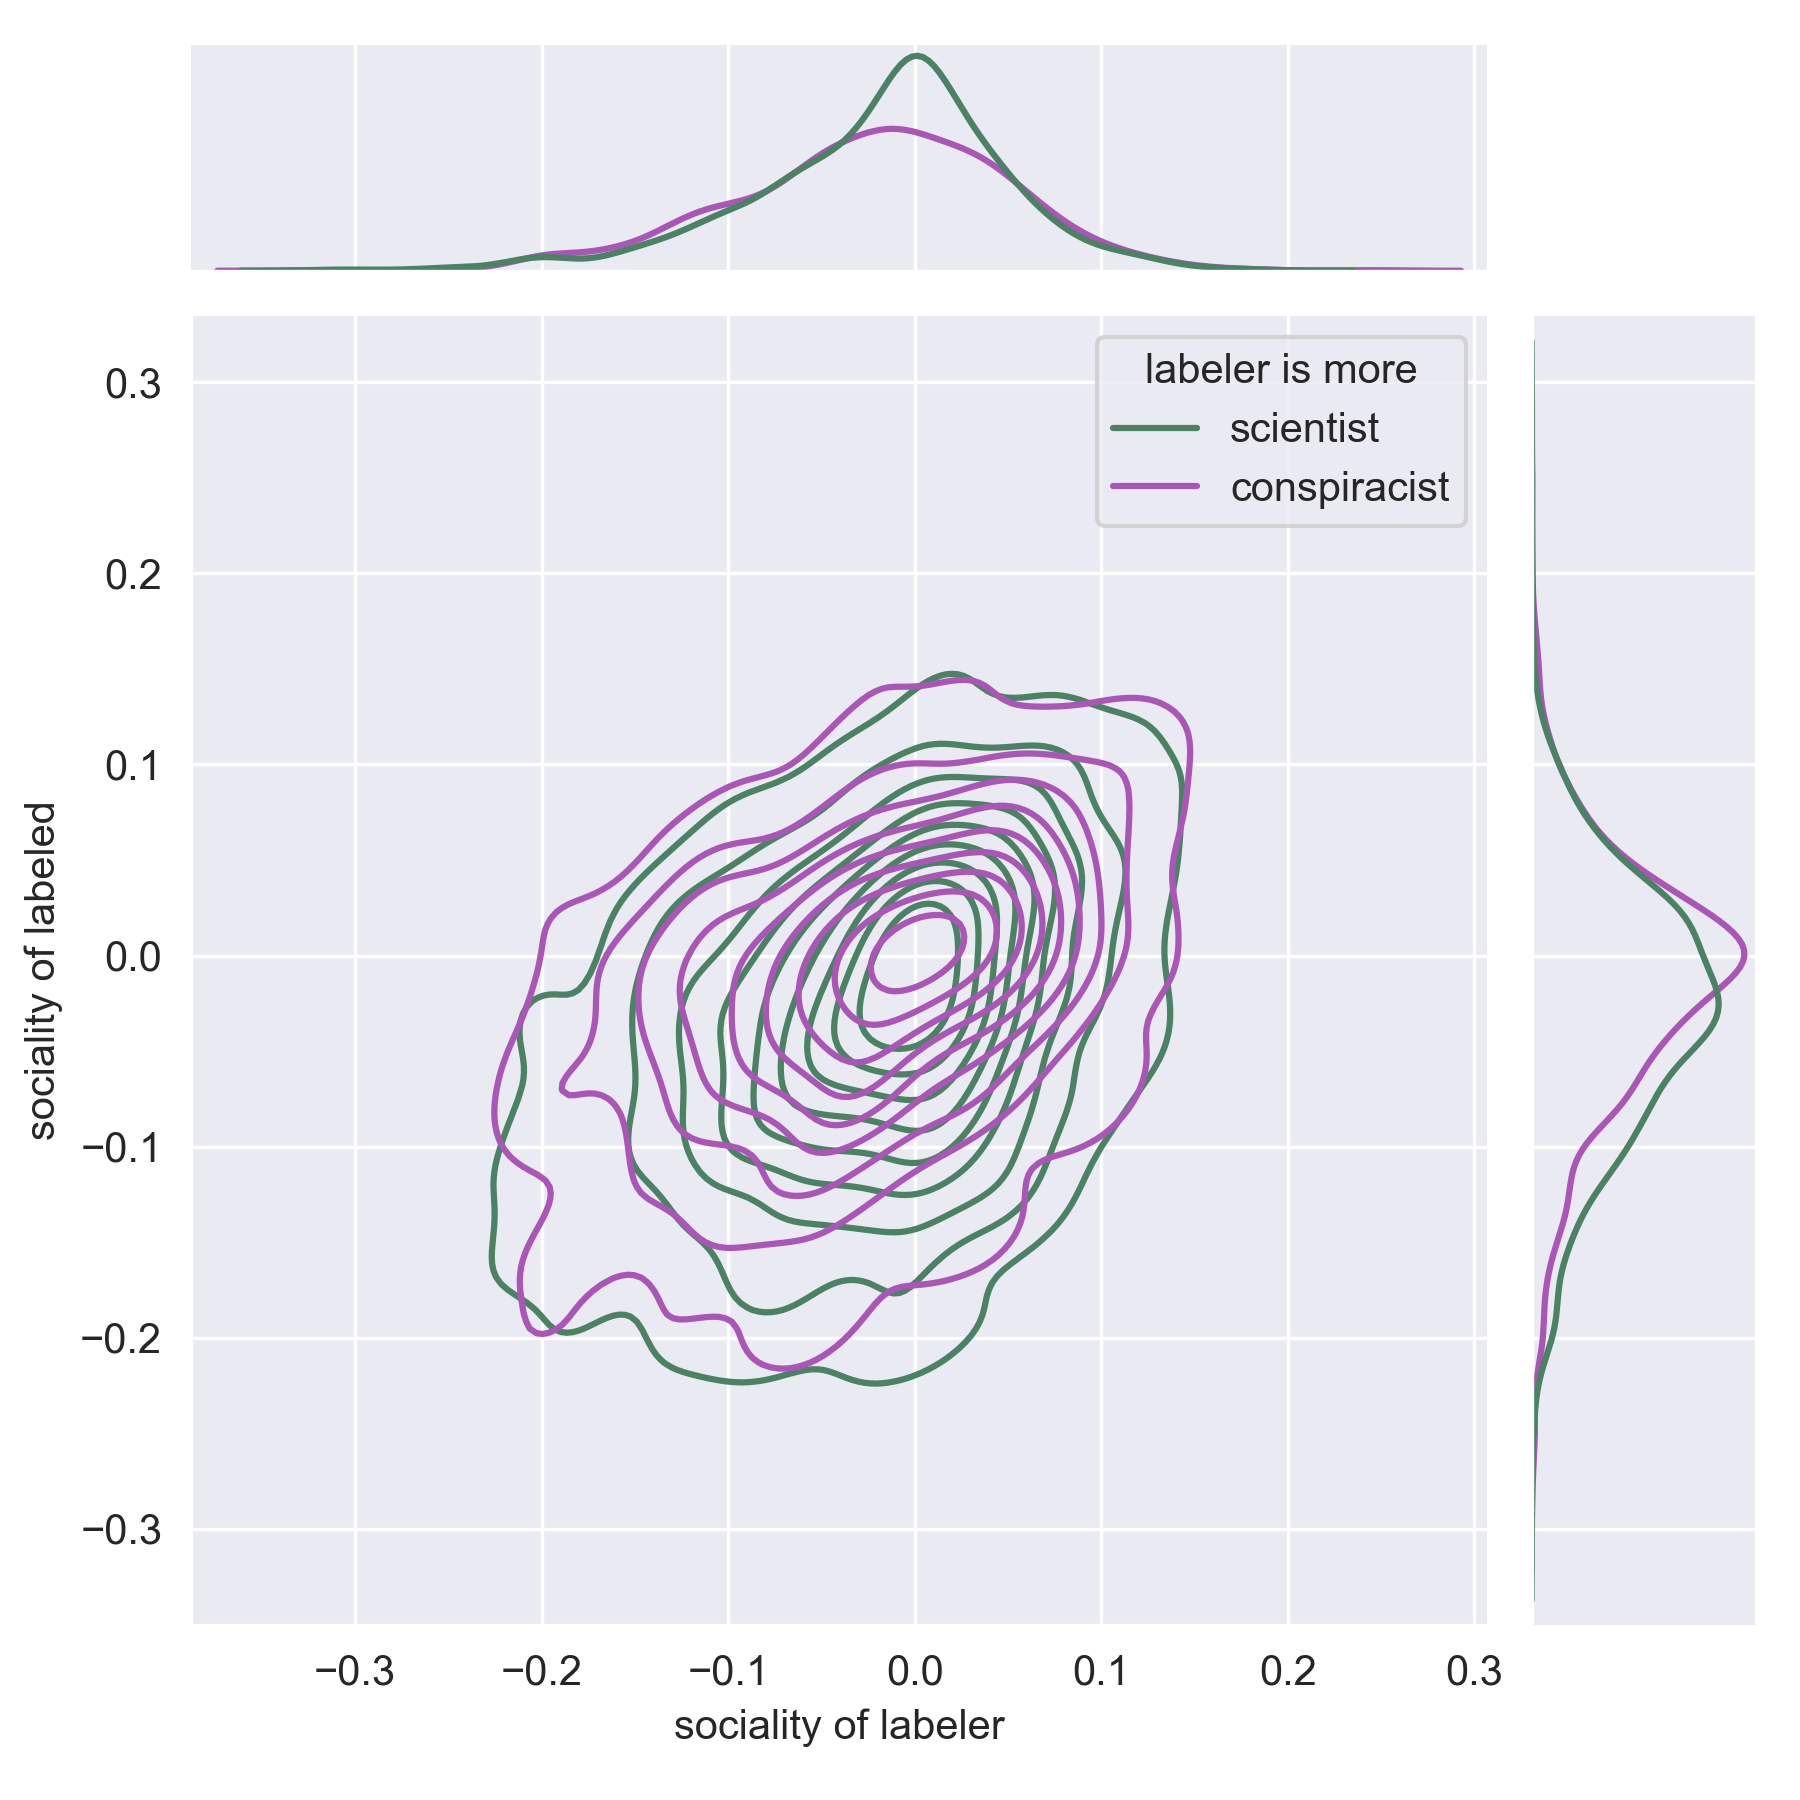 labeler is more
scientist
conspiracist
0.3
0.2
0.1
0.0
−0.1
−0.2
−0.3
sociality of labeled
−0.3
−0.2
−0.1
0.0
0.1
0.2
0.3
sociality of labeler